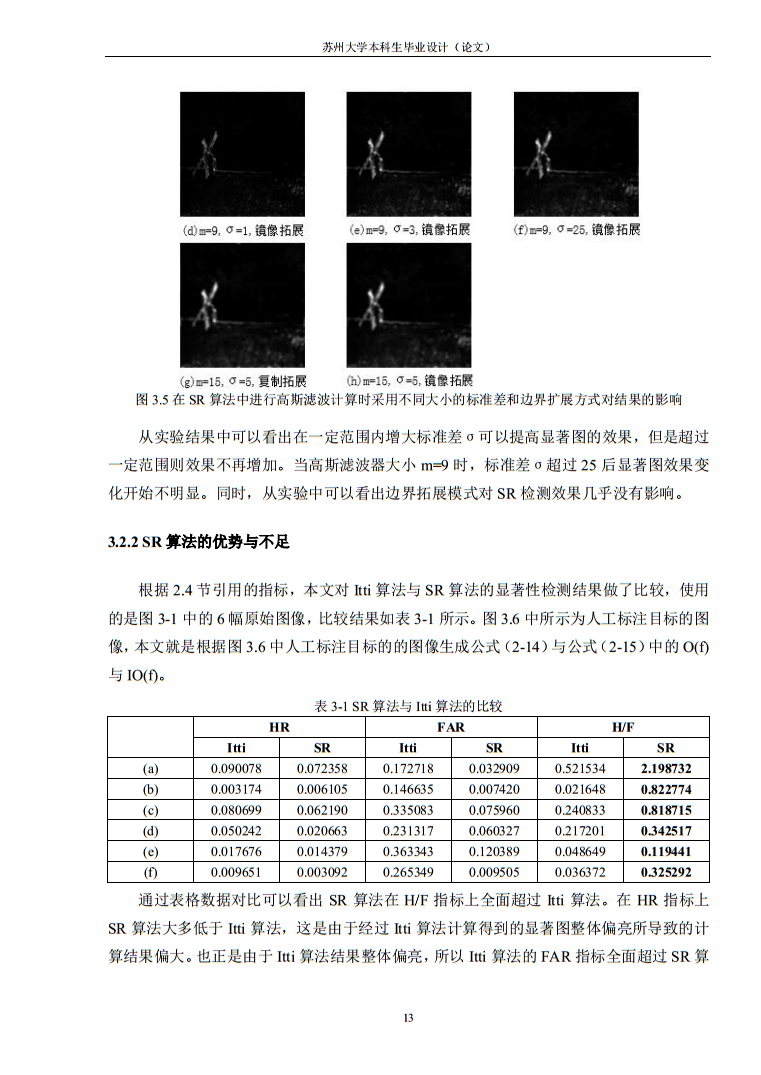 苏州大学本科生毕业设计（论文）
(d)m=9, σ=1, 镜像拓展 (e)m=9, σ=3, 镜像拓展 (f)m=9, σ=25, 镜像拓展
(g)m=15, σ=5, 复制拓展 (h)m=15, σ=5, 镜像拓展
图 3.5 在 SR 算法中进行高斯滤波计算时采用不同大小的标准差和边界扩展方式对结果的影响
从实验结果中可以看出在一定范围内增大标准差 σ 可以提高显著图的效果，但是超过
一定范围则效果不再增加。当高斯滤波器大小 m=9 时，标准差 σ 超过 25 后显著图效果变
化开始不明显。同时，从实验中可以看出边界拓展模式对 SR 检测效果几乎没有影响。
3.2.2 SR 算法的优势与不足
根据 2.4 节引用的指标，本文对 Itti 算法与 SR 算法的显著性检测结果做了比较，使用
的是图 3-1 中的 6 幅原始图像，比较结果如表 3-1 所示。图 3.6 中所示为人工标注目标的图
像，本文就是根据图 3.6 中人工标注目标的的图像生成公式（2-14）与公式（2-15）中的 O(f)
与 IO(f)。
表 3-1 SR 算法与 Itti 算法的比较
HR FAR H/F
Itti SR Itti SR Itti SR
(a) 0.090078 0.072358 0.172718 0.032909 0.521534 2.198732
(b) 0.003174 0.006105 0.146635 0.007420 0.021648 0.822774
(c) 0.080699 0.062190 0.335083 0.075960 0.240833 0.818715
(d) 0.050242 0.020663 0.231317 0.060327 0.217201 0.342517
(e) 0.017676 0.014379 0.363343 0.120389 0.048649 0.119441
(f) 0.009651 0.003092 0.265349 0.009505 0.036372 0.325292
通过表格数据对比可以看出 SR 算法在 H/F 指标上全面超过 Itti 算法。在 HR 指标上
SR 算法大多低于 Itti 算法，这是由于经过 Itti 算法计算得到的显著图整体偏亮所导致的计
算结果偏大。也正是由于 Itti 算法结果整体偏亮，所以 Itti 算法的 FAR 指标全面超过 SR 算
13